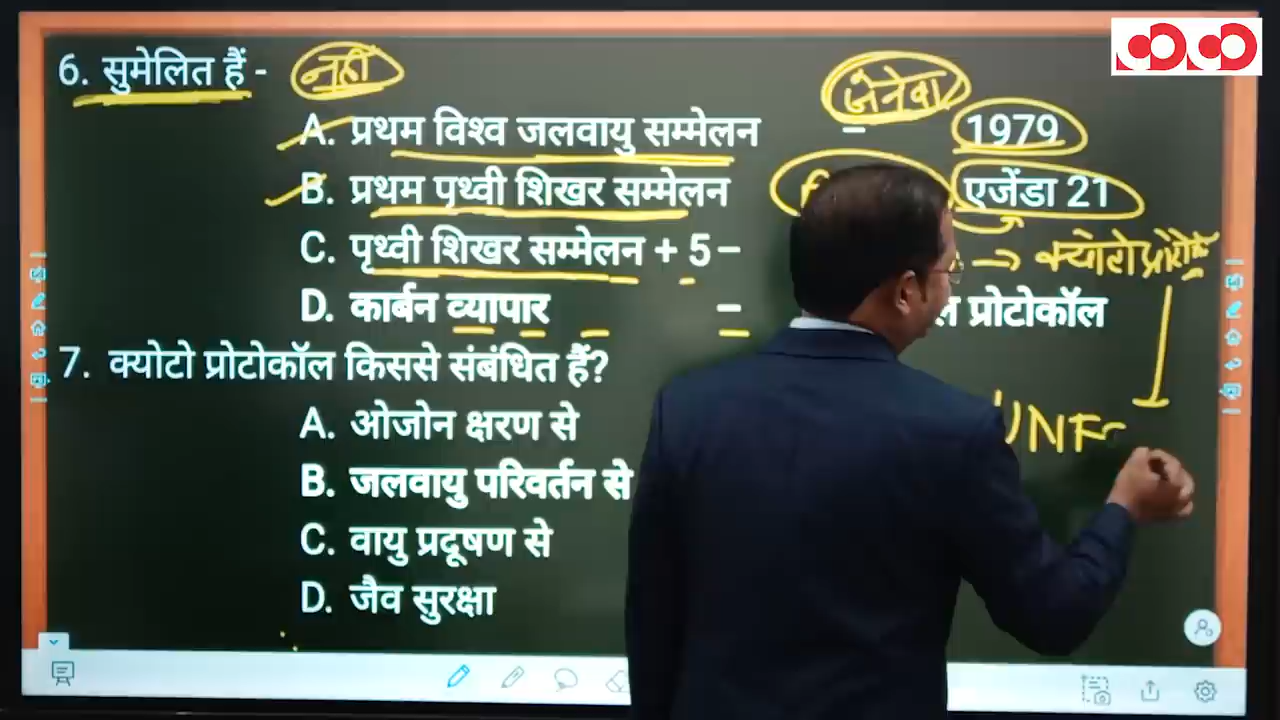 6. सुमेलित हैं - नहीं
जेनेवा
A. प्रथम विश्व जलवायु सम्मेलन – 1979
B. प्रथम पृथ्वी शिखर सम्मेलन एजेंडा 21
C. पृथ्वी शिखर सम्मेलन + 5 – → क्योटो
D. कार्बन व्यापार – ल प्रोटोकॉल
7. क्योटो प्रोटोकॉल किससे संबंधित हैं?
A. ओजोन क्षरण से
UNF
B. जलवायु परिवर्तन से
C. वायु प्रदूषण से
D. जैव सुरक्षा